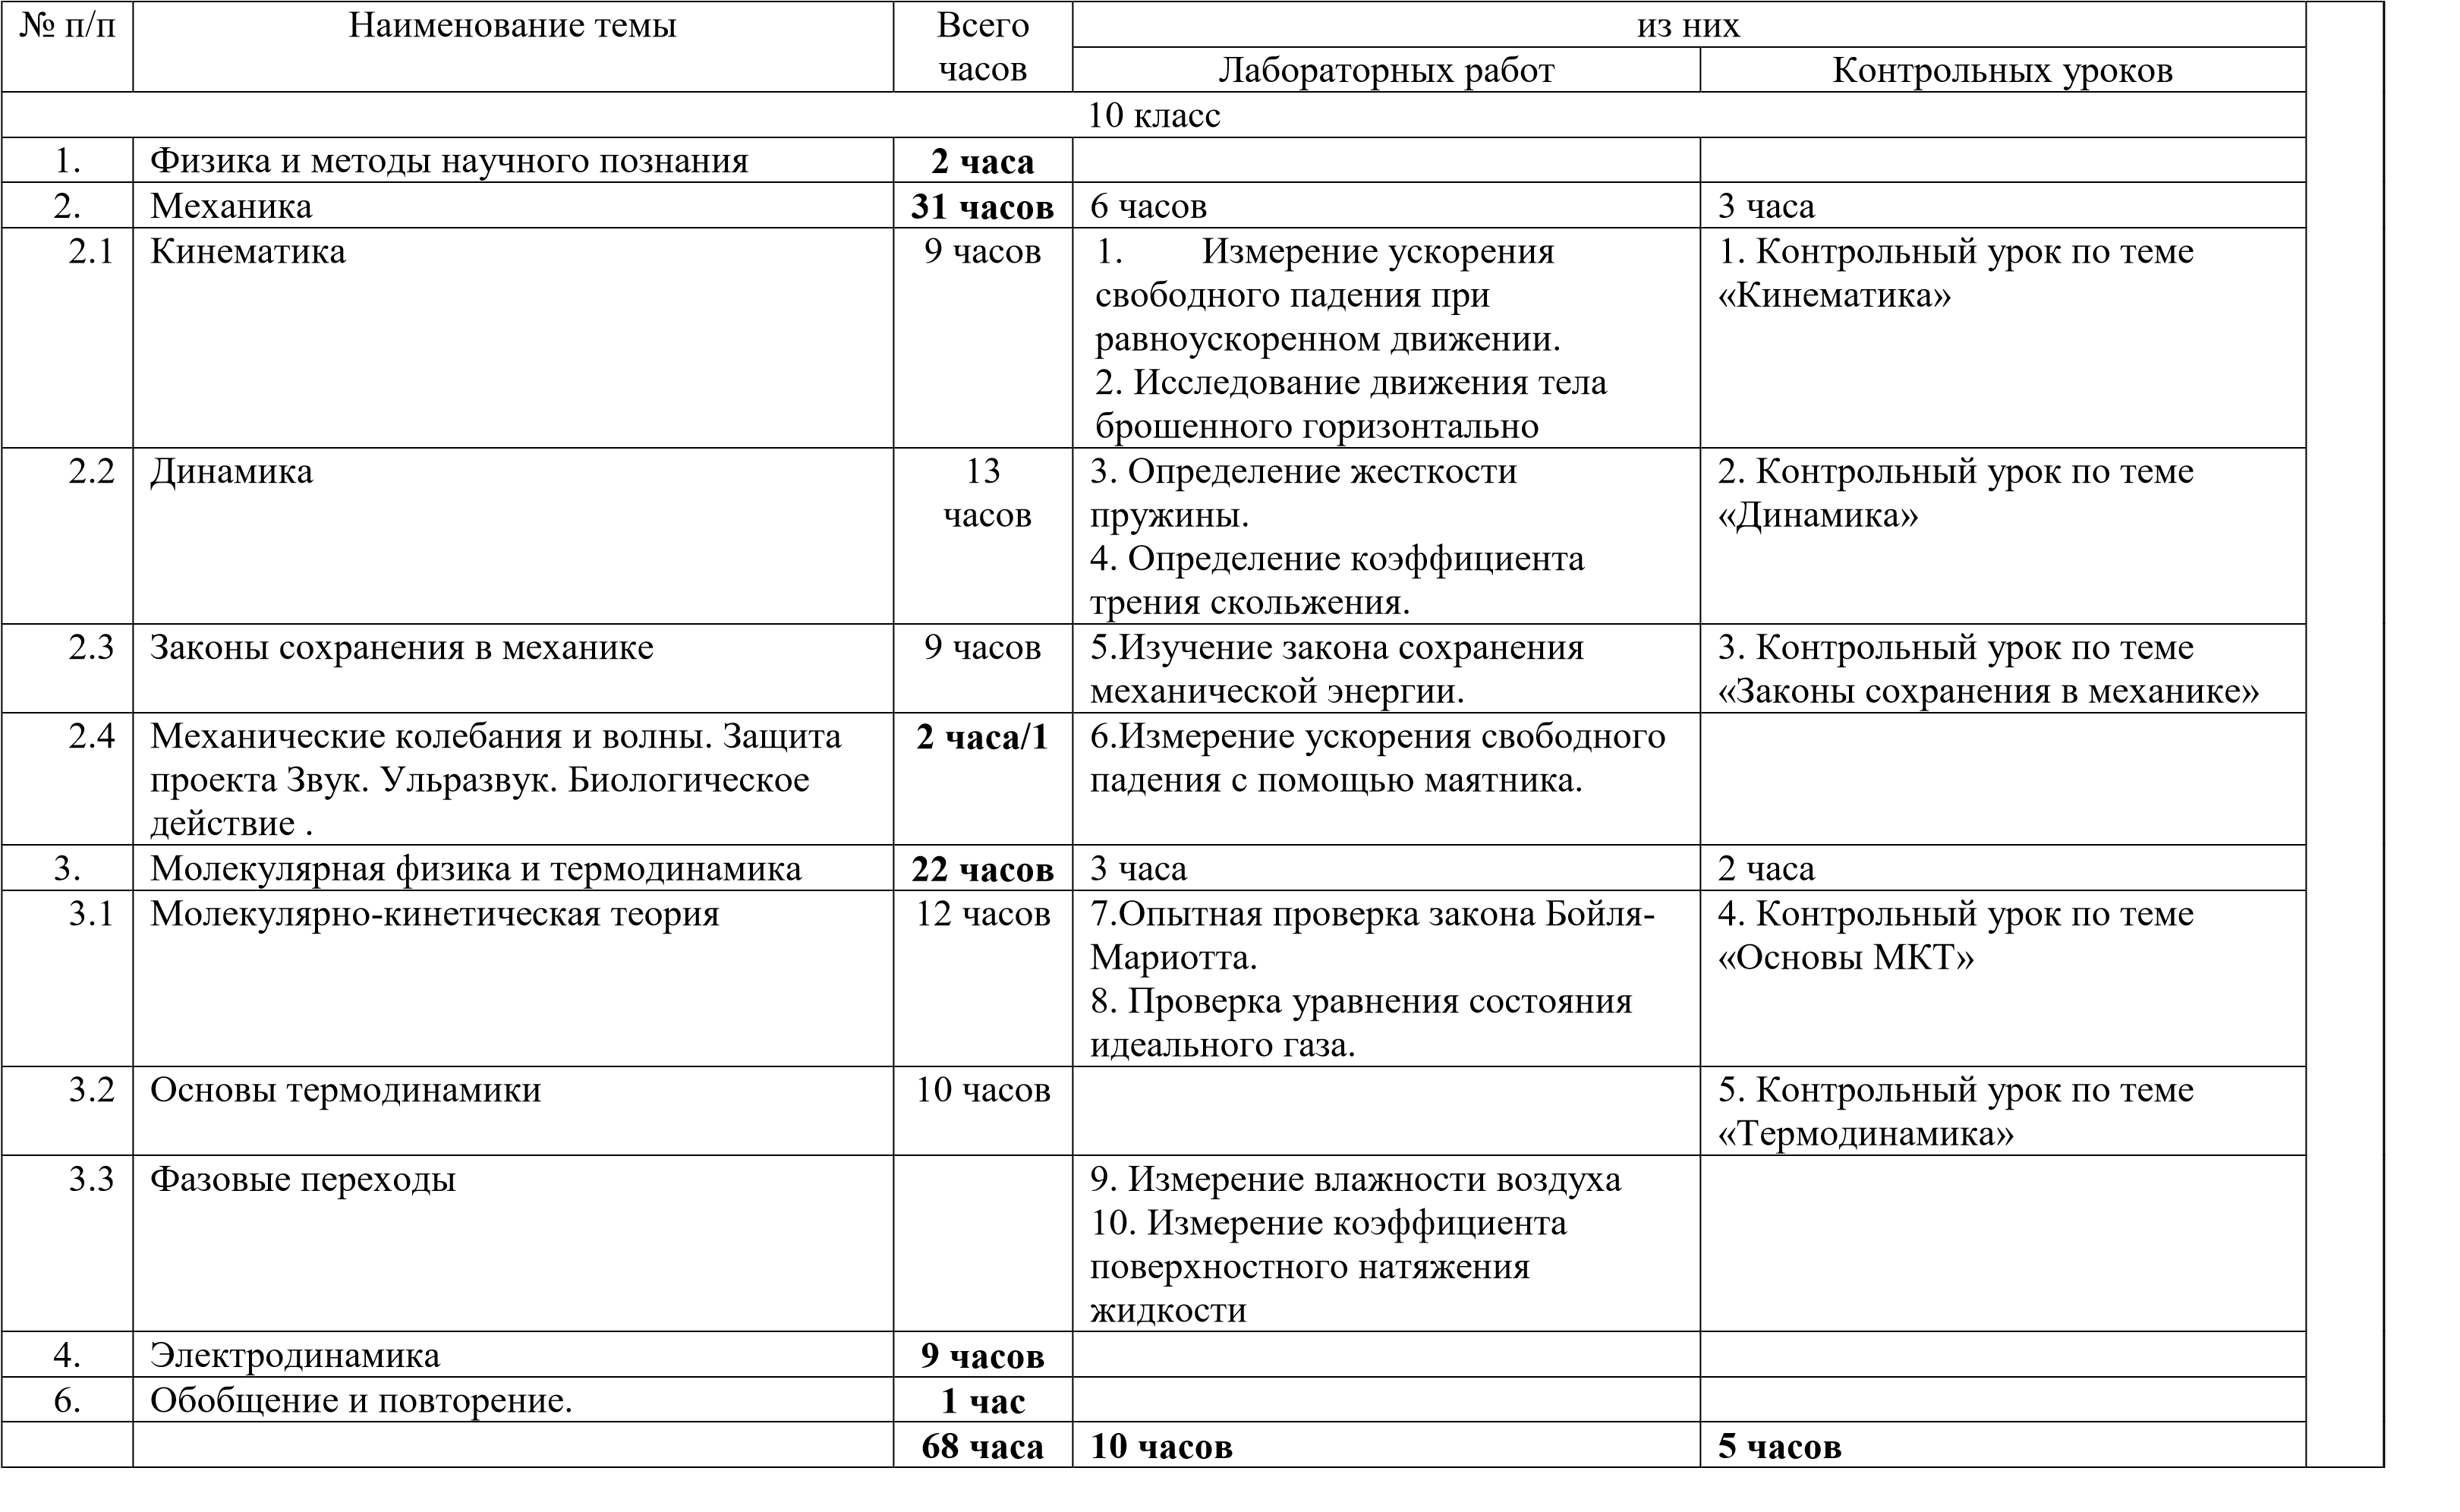 № п/п Наименование темы Всего часов из них
Лабораторных работ Контрольных уроков
10 класс
1. Физика и методы научного познания 2 часа
2. Механика 31 часов 6 часов 3 часа
2.1 Кинематика 9 часов 1. Измерение ускорения 1. Контрольный урок по теме
свободного падения при «Кинематика»
равноускоренном движении.
2. Исследование движения тела
брошенного горизонтально
2.2 Динамика 13 3. Определение жесткости 2. Контрольный урок по теме
часов пружины. «Динамика»
4. Определение коэффициента
трения скольжения.
2.3 Законы сохранения в механике 9 часов 5.Изучение закона сохранения 3. Контрольный урок по теме
механической энергии. «Законы сохранения в механике»
2.4 Механические колебания и волны. Защита 2 часа/1 6.Измерение ускорения свободного
проекта Звук. Ульразвук. Биологическое падения с помощью маятника.
действие .
3. Молекулярная физика и термодинамика 22 часов 3 часа 2 часа
3.1 Молекулярно-кинетическая теория 12 часов 7.Опытная проверка закона Бойля- 4. Контрольный урок по теме
Мариотта. «Основы МКТ»
8. Проверка уравнения состояния
идеального газа.
3.2 Основы термодинамики 10 часов 5. Контрольный урок по теме
«Термодинамика»
3.3 Фазовые переходы 9. Измерение влажности воздуха
10. Измерение коэффициента
поверхностного натяжения
жидкости
4. Электродинамика 9 часов
6. Обобщение и повторение. 1 час
68 часа 10 часов 5 часов